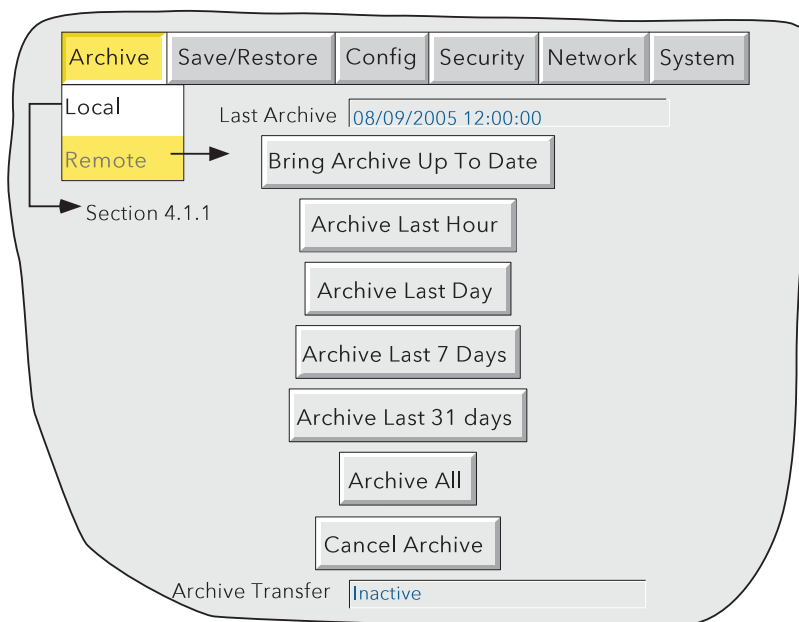 Archive Save/Restore Config Security Network System
Local
Last Archive 08/09/2005 12:00:00
Remote
Bring Archive Up To Date
Section 4.1.1
Archive Last Hour
Archive Last Day
Archive Last 7 Days
Archive Last 31 days
Archive All
Cancel Archive
Archive Transfer Inactive